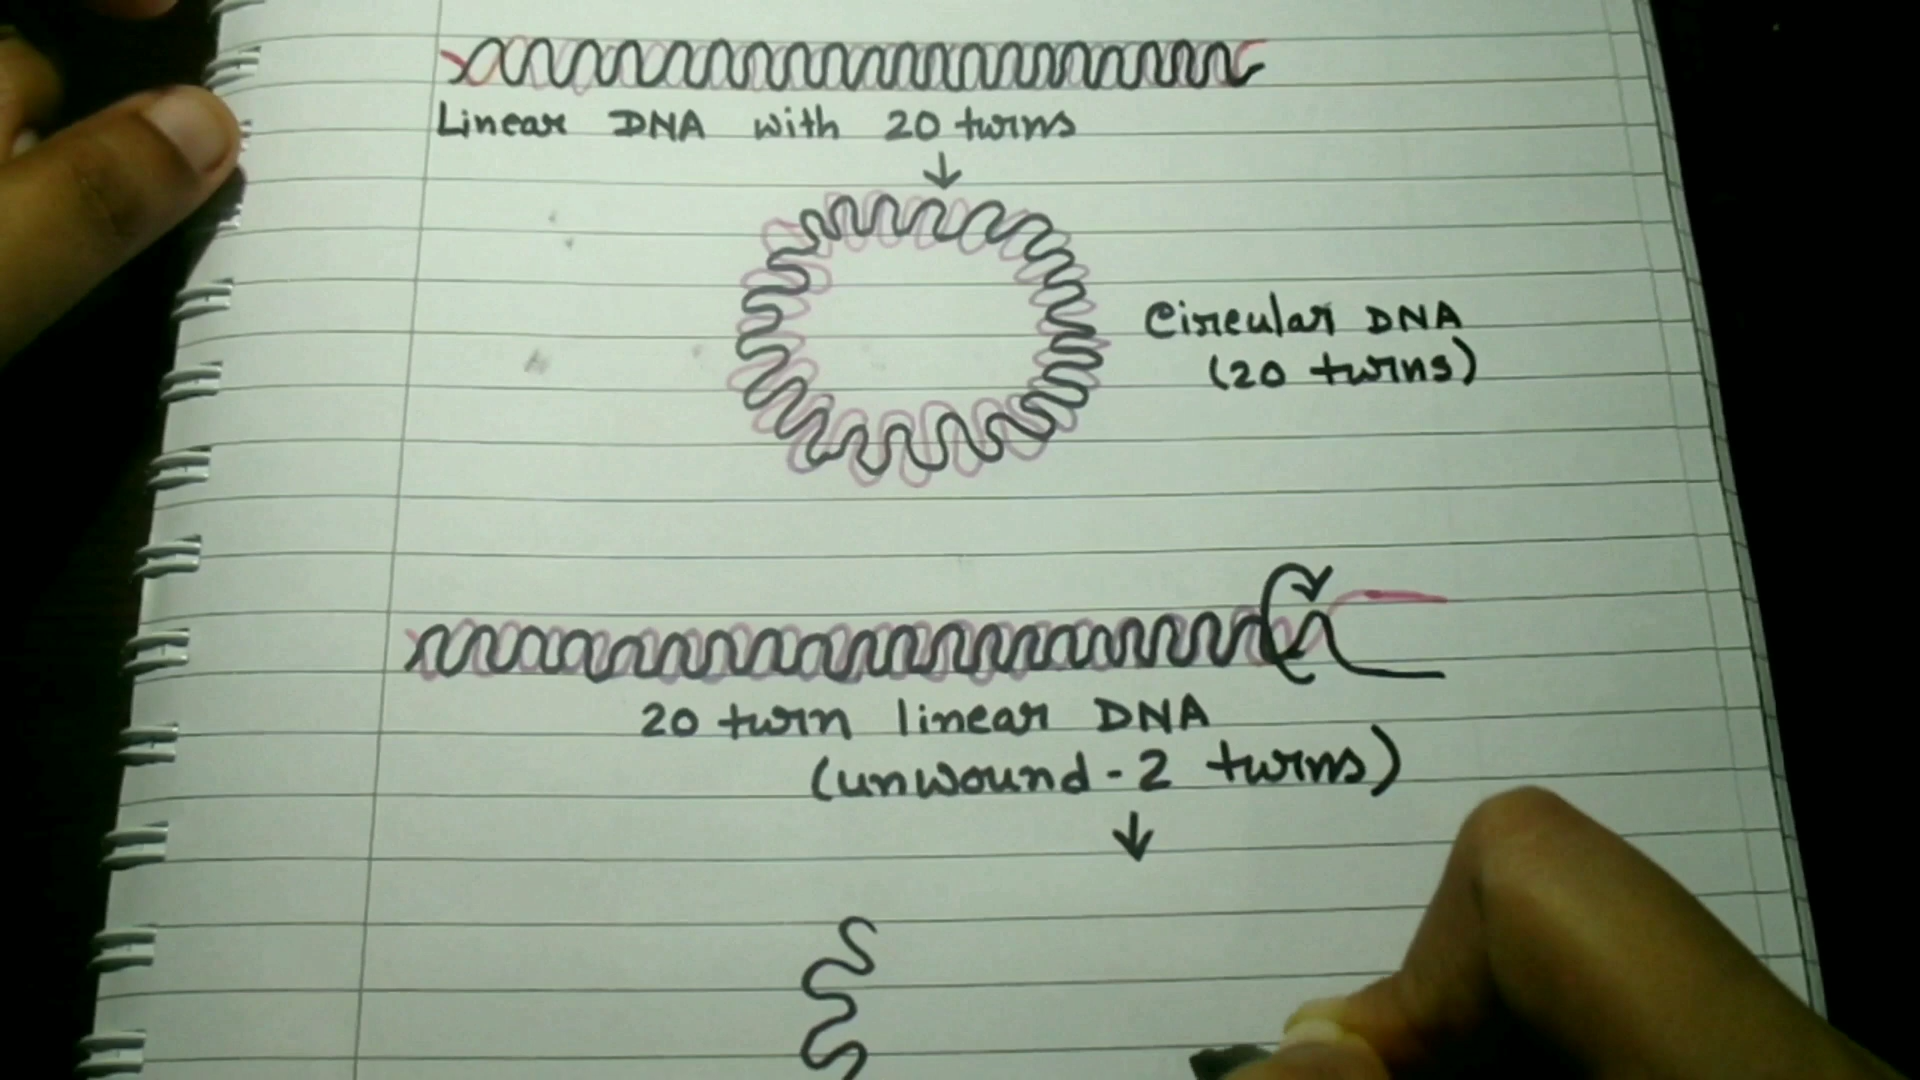 Linear DNA with 20 turns
Circular DNA
(20 turns)
20 turn linear DNA
(unwound - 2 turns)